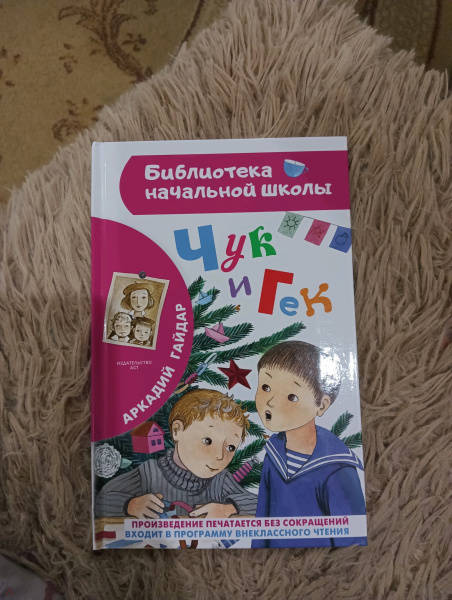 Библиотека
начальной школы
Чук
и Гек
АРКАДИЙ ГАЙДАР
ИЗДАТЕЛЬСТВО
АСТ
ПРОИЗВЕДЕНИЕ ПЕЧАТАЕТСЯ БЕЗ СОКРАЩЕНИЙ
ВХОДИТ В ПРОГРАММУ ВНЕКЛАССНОГО ЧТЕНИЯ